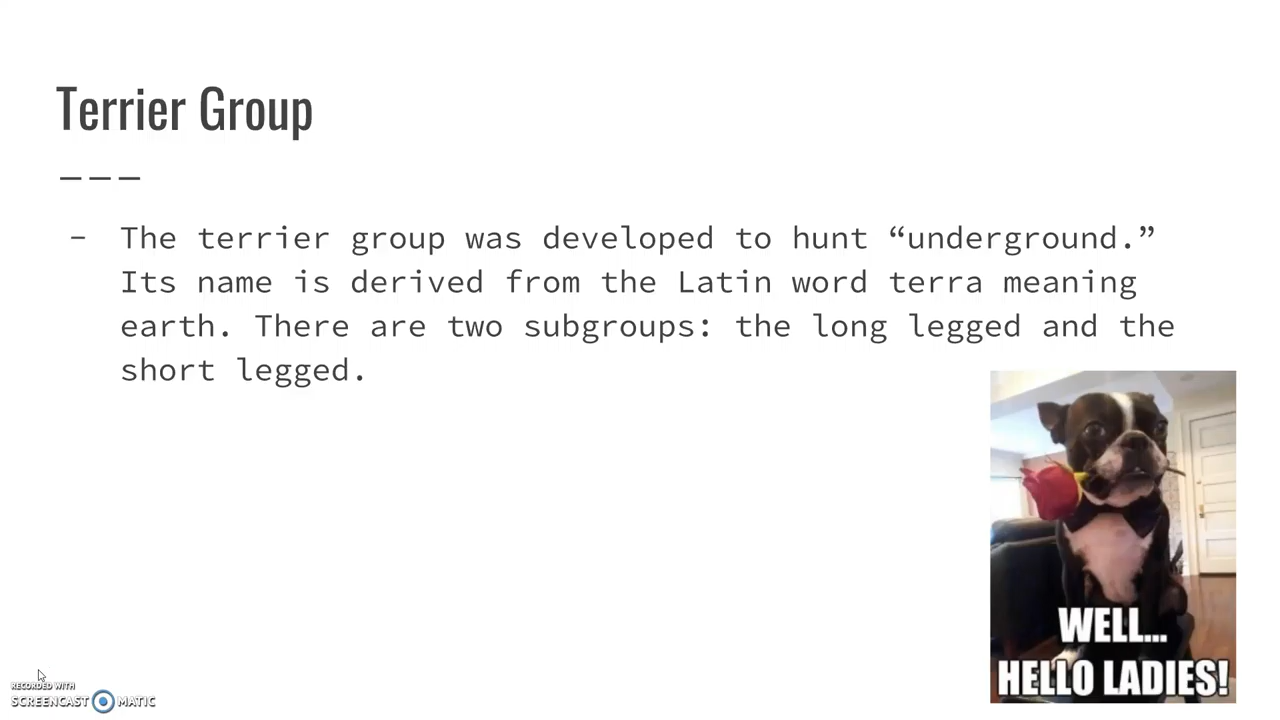 Terrier Group
– The terrier group was developed to hunt “underground.”
Its name is derived from the Latin word terra meaning
earth. There are two subgroups: the long legged and the
short legged.
WELL...
HELLO LADIES!
RECORDED WITH
SCREENCAST MATIC